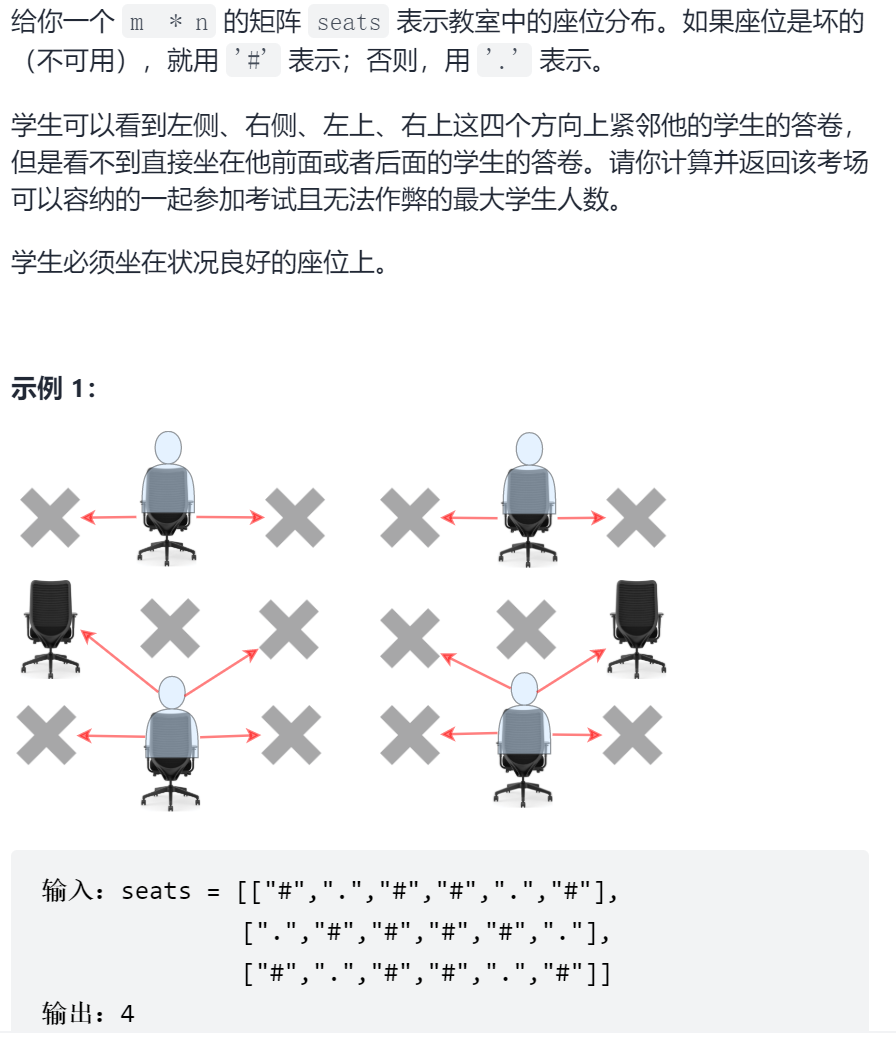 给你一个 m * n 的矩阵 seats 表示教室中的座位分布。如果座位是坏的
（不可用），就用 '#' 表示；否则，用 '.' 表示。
学生可以看到左侧、右侧、左上、右上这四个方向上紧邻他的学生的答卷，
但是看不到直接坐在他前面或者后面的学生的答卷。请你计算并返回该考场
可以容纳的一起参加考试且无法作弊的最大学生人数。
学生必须坐在状况良好的座位上。
示例 1：
输入：seats = [["#",".","#","#",".","#"],
[".","#","#","#","#","."],
["#",".","#","#",".","#"]]
输出：4